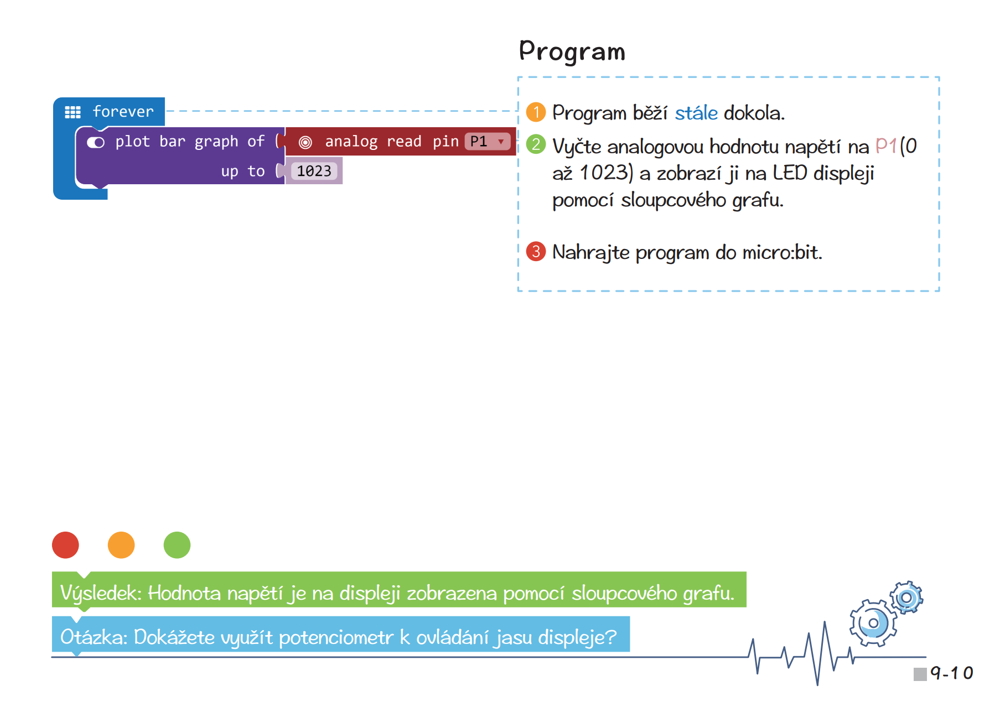 Program
forever
plot bar graph of analog read pin P1
up to 1023
1 Program běží stále dokola.
2 Vyčte analogovou hodnotu napětí na P1(0
až 1023) a zobrazí ji na LED displeji
pomocí sloupcového grafu.
3 Nahrajte program do micro:bit.
Výsledek: Hodnota napětí je na displeji zobrazena pomocí sloupcového grafu.
Otázka: Dokážete využít potenciometr k ovládání jasu displeje?
9-10